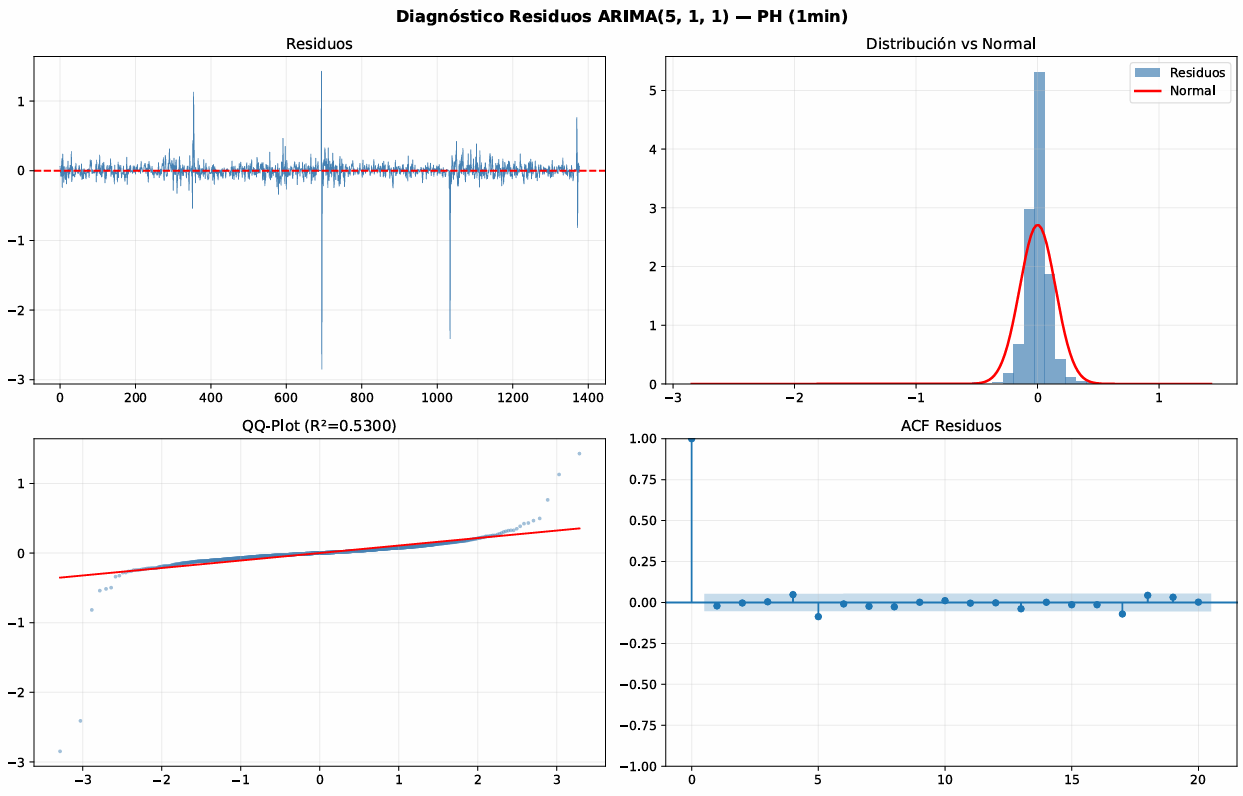 Diagnóstico Residuos ARIMA(5, 1, 1) — PH (1min)
Residuos
1
0
−1
−2
−3
0 200 400 600 800 1000 1200 1400
Distribución vs Normal
Residuos
Normal
5
4
3
2
1
0
−3 −2 −1 0 1
QQ-Plot (R²=0.5300)
1
0
−1
−2
−3
−3 −2 −1 0 1 2 3
ACF Residuos
1.00
0.75
0.50
0.25
0.00
−0.25
−0.50
−0.75
−1.00
0 5 10 15 20